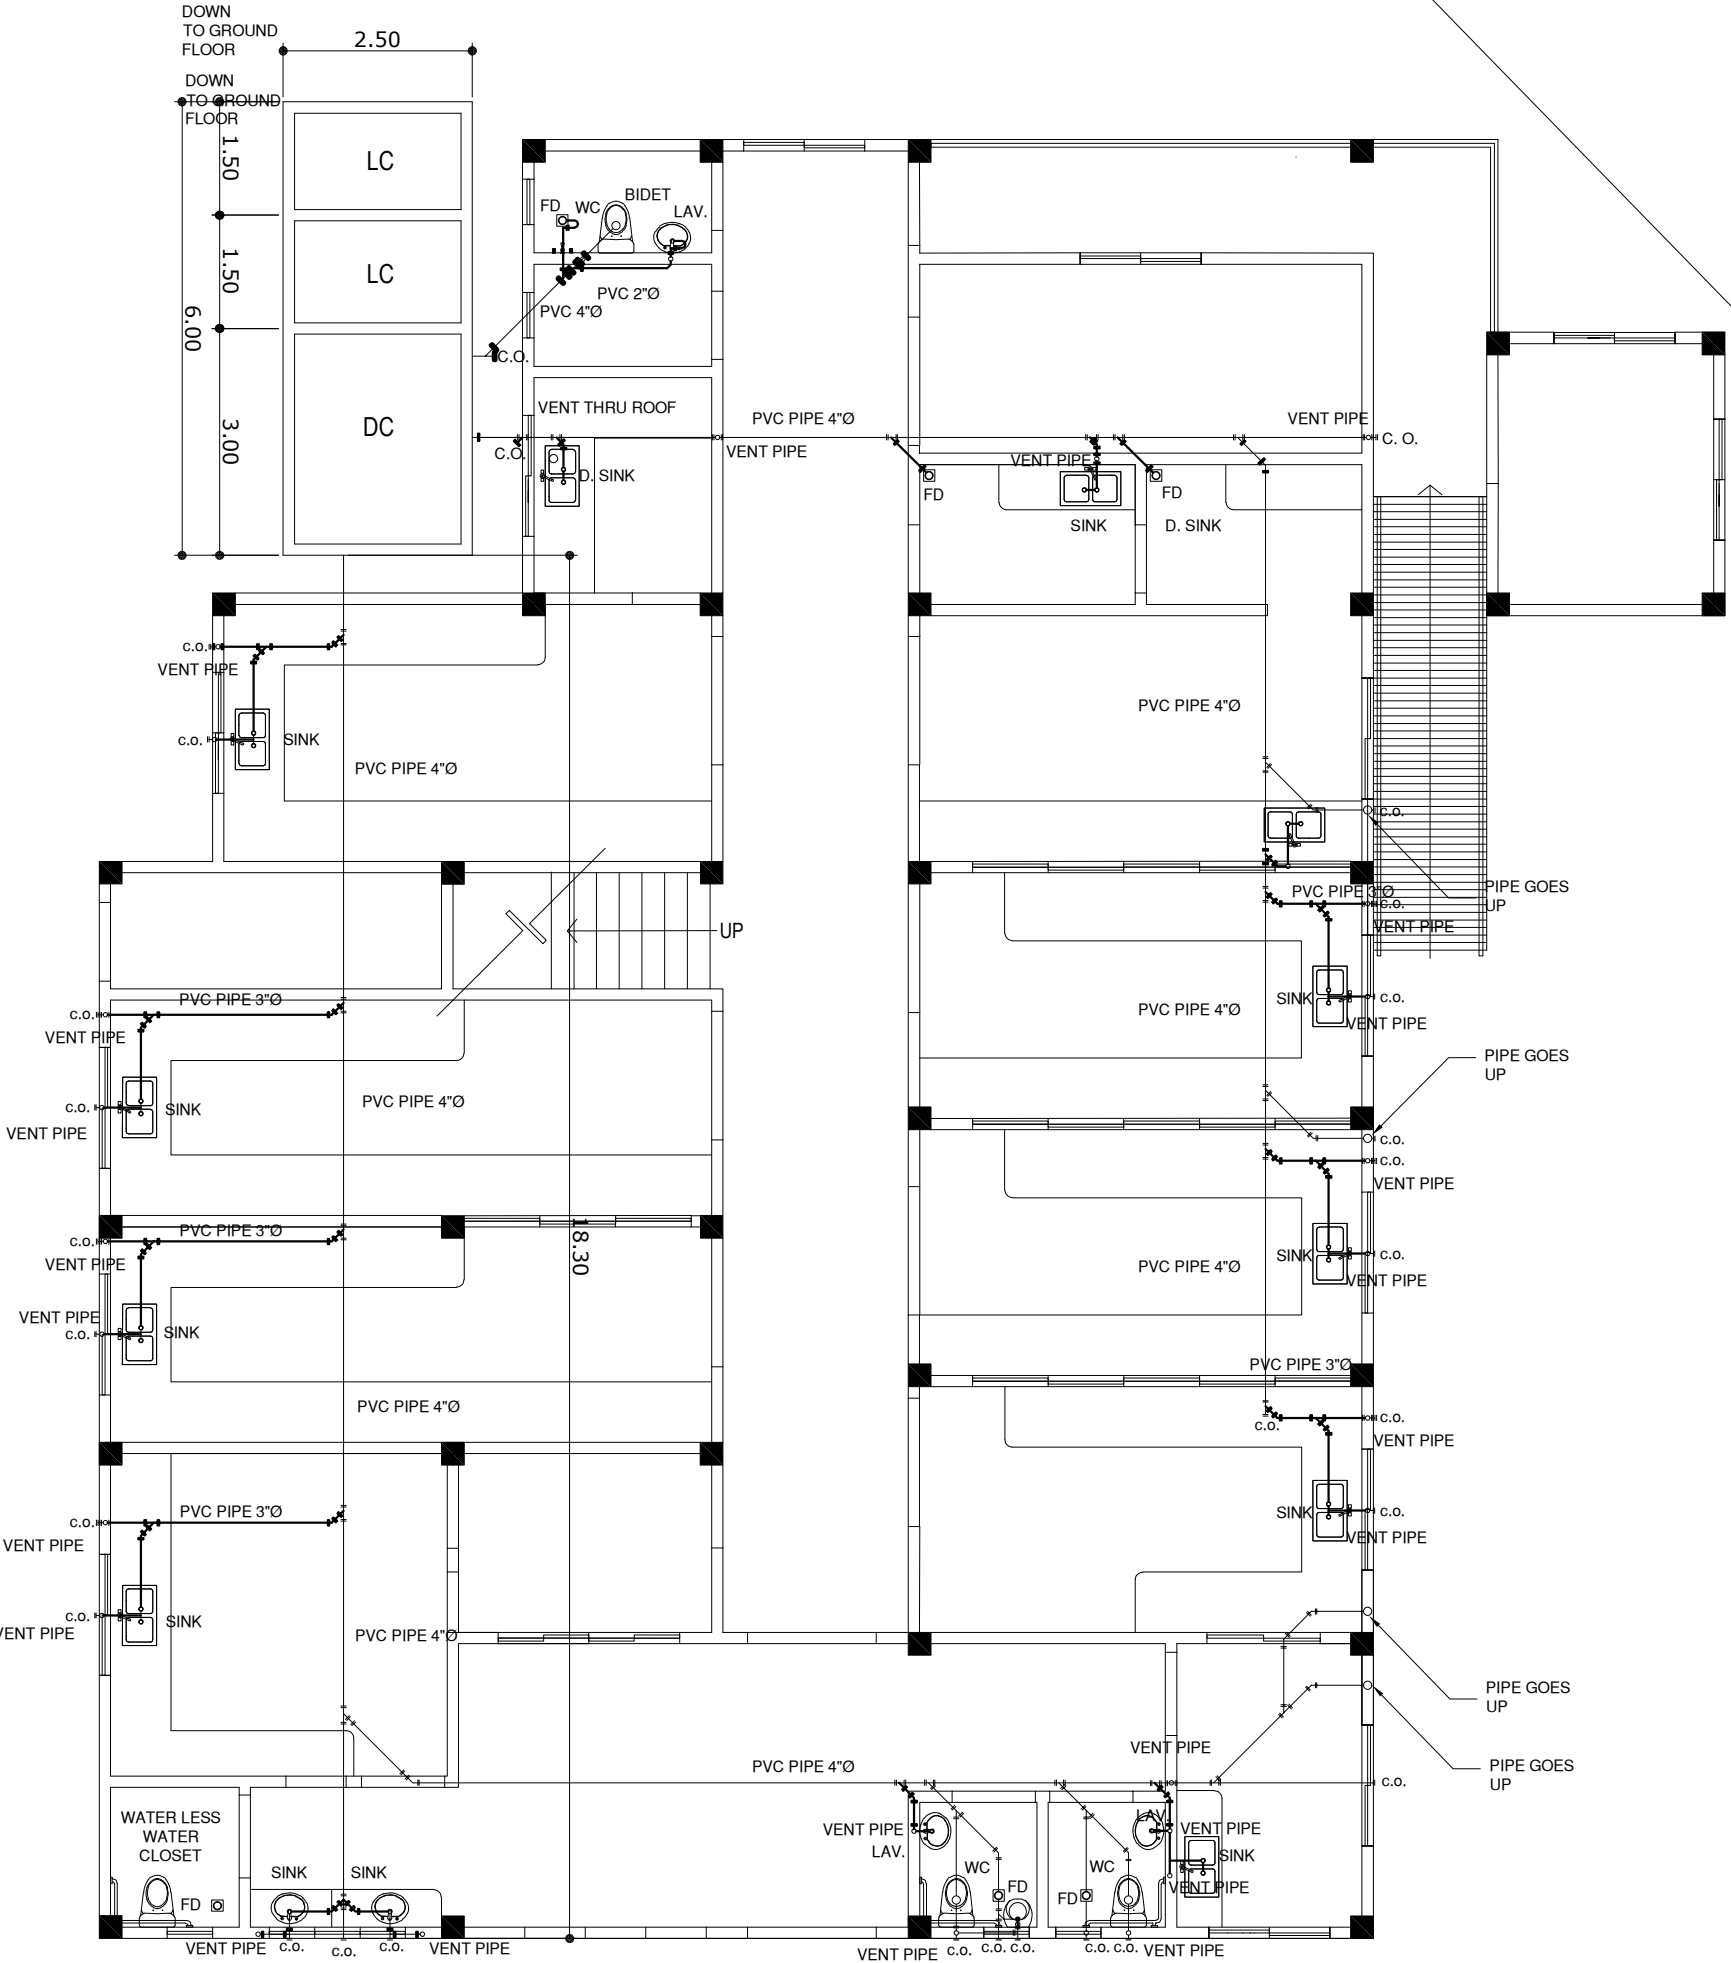 DOWN
TO GROUND
FLOOR
2.50
DOWN
TO GROUND
FLOOR
1.50
LC
1.50
LC
6.00
3.00
DC
FD
WC
BIDET
LAV.
PVC 2"Ø
PVC 4"Ø
C.O.
VENT THRU ROOF
PVC PIPE 4"Ø
VENT PIPE
C. O.
C.O.
VENT PIPE
VENT PIPE
D. SINK
FD
FD
SINK
D. SINK
c.o.
VENT PIPE
c.o.
SINK
PVC PIPE 4"Ø
PVC PIPE 4"Ø
c.o.
PIPE GOES
UP
PVC PIPE 3"Ø
c.o.
VENT PIPE
UP
PVC PIPE 3"Ø
c.o.
VENT PIPE
c.o.
SINK
VENT PIPE
PVC PIPE 4"Ø
PVC PIPE 4"Ø
SINK
c.o.
VENT PIPE
PIPE GOES
UP
c.o.
c.o.
VENT PIPE
PVC PIPE 3"Ø
c.o.
VENT PIPE
18.30
PVC PIPE 4"Ø
SINK
c.o.
VENT PIPE
VENT PIPE
c.o.
SINK
PVC PIPE 3"Ø
PVC PIPE 4"Ø
c.o.
c.o.
VENT PIPE
PVC PIPE 3"Ø
c.o.
VENT PIPE
SINK
c.o.
VENT PIPE
c.o.
SINK
VENT PIPE
PVC PIPE 4"Ø
PIPE GOES
UP
VENT PIPE
PVC PIPE 4"Ø
PIPE GOES
UP
c.o.
WATER LESS
WATER
CLOSET
VENT PIPE
LAV.
LAV.
VENT PIPE
SINK
SINK
SINK
WC
WC
FD
FD
FD
VENT PIPE
VENT PIPE
c.o.
c.o.
c.o.
VENT PIPE
VENT PIPE
c.o.
c.o.
c.o.
c.o.
c.o.
VENT PIPE